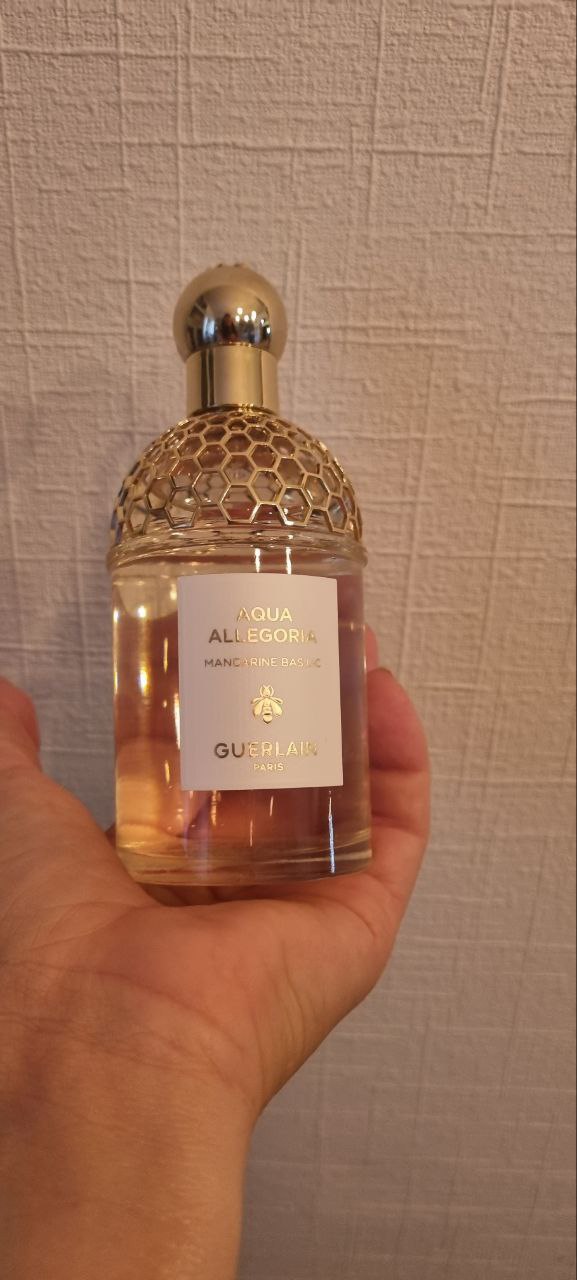 AQUA
ALLEGORIA
MANDARINE BASILIC
GUERLAIN
PARIS